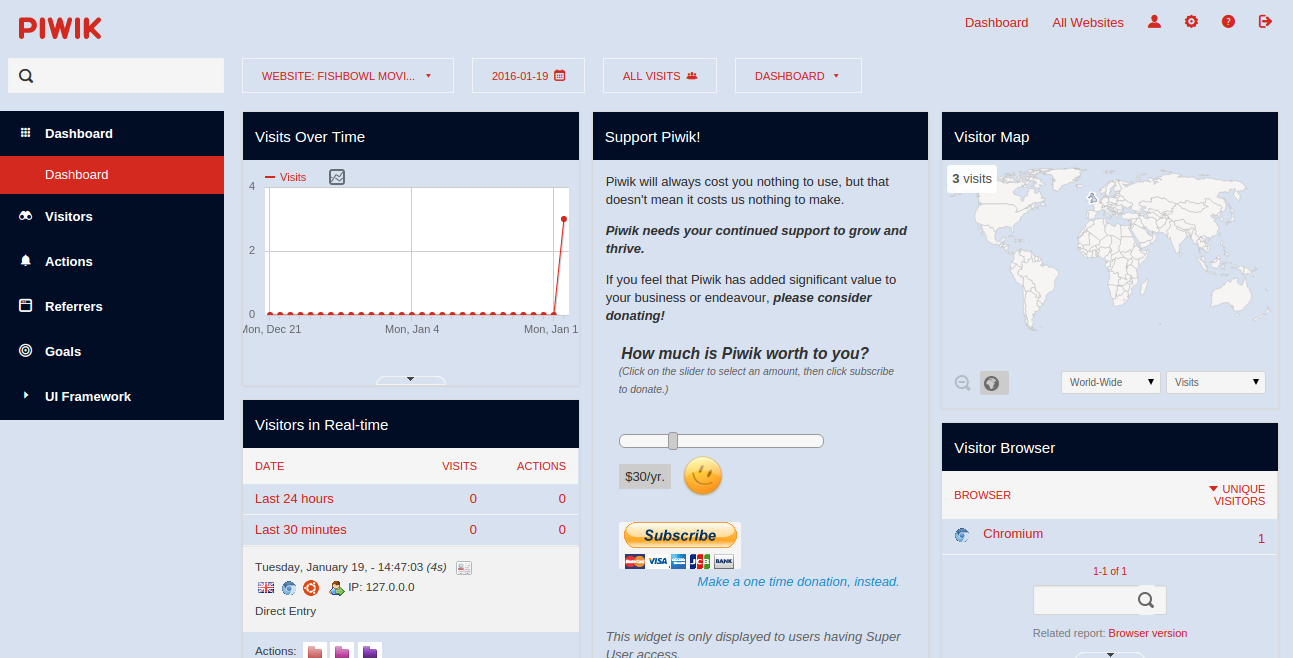 PIWIK
Dashboard
All Websites
WEBSITE: FISHBOWL MOVI...
2016-01-19
ALL VISITS
DASHBOARD
Dashboard
Dashboard
Visitors
Actions
Referrers
Goals
UI Framework
Visits Over Time
Visits
4
2
0
Mon, Dec 21
Mon, Jan 4
Mon, Jan 1
Visitors in Real-time
DATE VISITS ACTIONS
Last 24 hours 0 0
Last 30 minutes 0 0
Tuesday, January 19, - 14:47:03 (4s)
IP: 127.0.0.0
Direct Entry
Actions:
Support Piwik!
Piwik will always cost you nothing to use, but that
doesn't mean it costs us nothing to make.
Piwik needs your continued support to grow and
thrive.
If you feel that Piwik has added significant value to
your business or endeavour, please consider
donating!
How much is Piwik worth to you?
(Click on the slider to select an amount, then click subscribe
to donate.)
$30/yr.
Subscribe
MasterCard VISA JCB BANK
Make a one time donation, instead.
This widget is only displayed to users having Super
User access.
Visitor Map
3 visits
World-Wide
Visits
Visitor Browser
BROWSER
UNIQUE
VISITORS
Chromium 1
1-1 of 1
Related report: Browser version